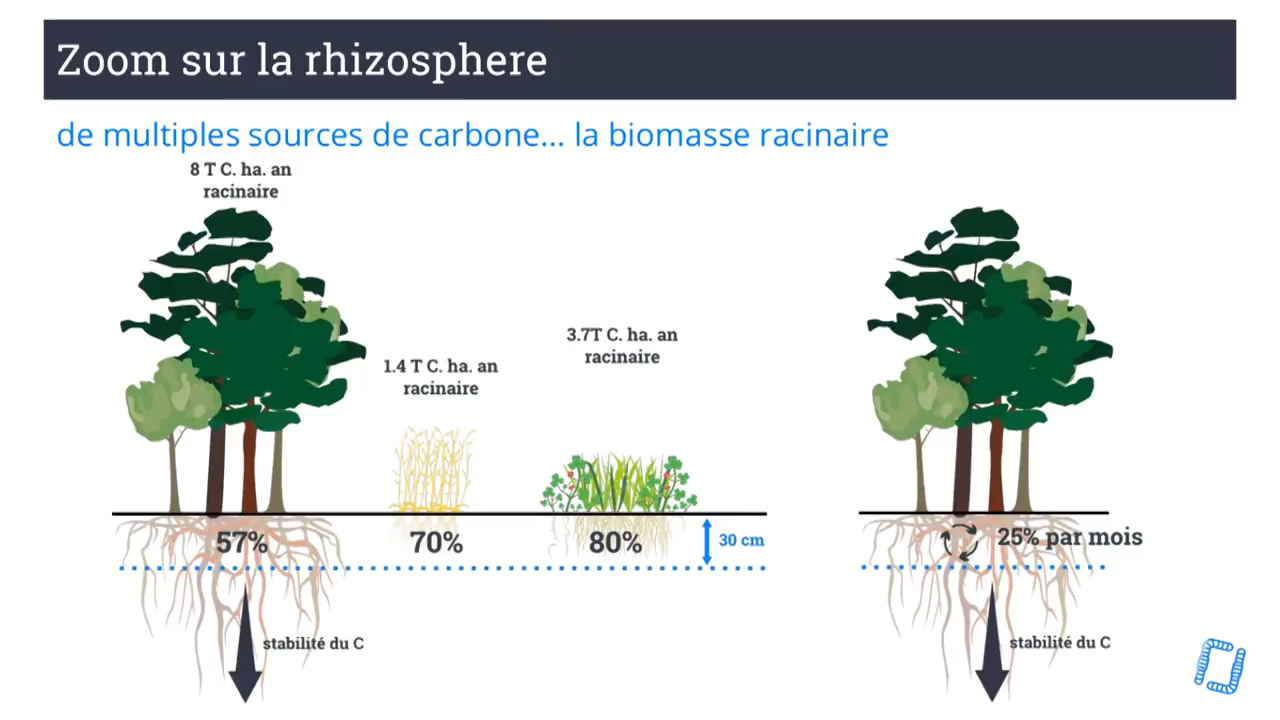 Zoom sur la rhizosphere
de multiples sources de carbone... la biomasse racinaire
8 T C. ha. an
racinaire
1.4 T C. ha. an
racinaire
3.7T C. ha. an
racinaire
57%
70%
80%
30 cm
stabilité du C
25% par mois
stabilité du C